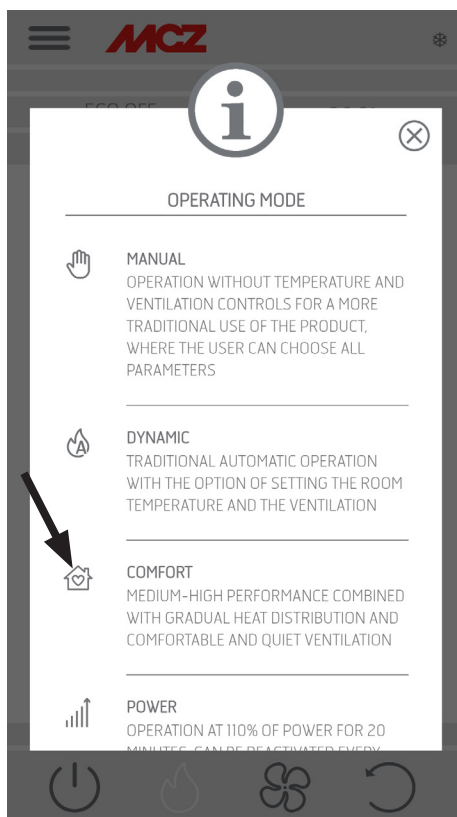 MCZ
OPERATING MODE
MANUAL
OPERATION WITHOUT TEMPERATURE AND
VENTILATION CONTROLS FOR A MORE
TRADITIONAL USE OF THE PRODUCT,
WHERE THE USER CAN CHOOSE ALL
PARAMETERS
DYNAMIC
TRADITIONAL AUTOMATIC OPERATION
WITH THE OPTION OF SETTING THE ROOM
TEMPERATURE AND THE VENTILATION
COMFORT
MEDIUM-HIGH PERFORMANCE COMBINED
WITH GRADUAL HEAT DISTRIBUTION AND
COMFORTABLE AND QUIET VENTILATION
POWER
OPERATION AT 110% OF POWER FOR 20
MINUTES. CAN BE DEACTIVATED EVERY